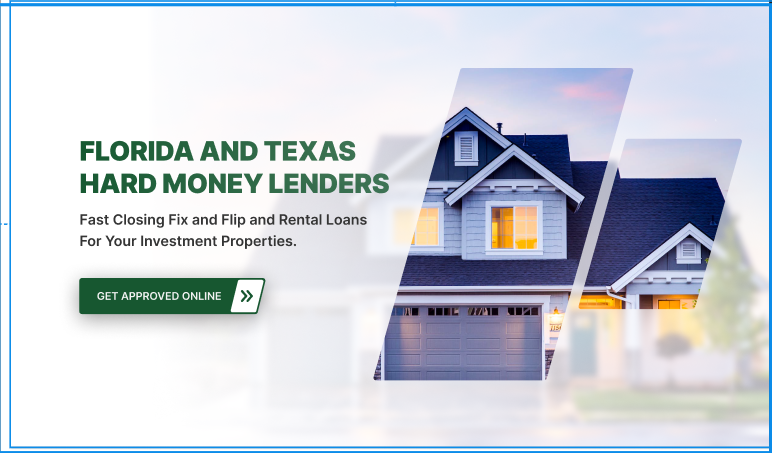 FLORIDA AND TEXAS
HARD MONEY LENDERS
Fast Closing Fix and Flip and Rental Loans
For Your Investment Properties.
GET APPROVED ONLINE